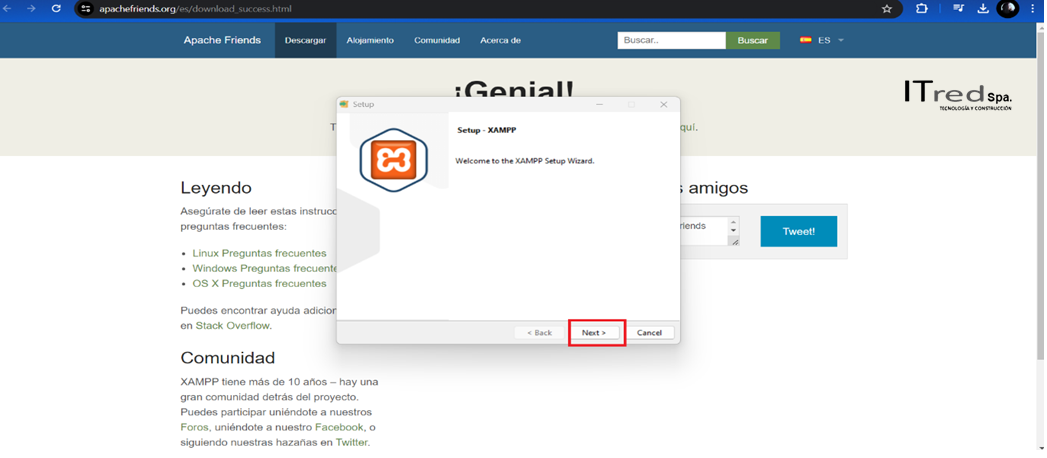 apachefriends.org/es/download_success.html
Apache Friends
Descargar
Alojamiento
Comunidad
Acerca de
Buscar..
Buscar
ES
¡Genial!
ITred Spa.
TECNOLOGÍA Y CONSTRUCCIÓN
quí.
Setup
Setup - XAMPP
Welcome to the XAMPP Setup Wizard.
< Back
Next >
Cancel
Leyendo
Asegúrate de leer estas instrucc
preguntas frecuentes:
Linux Preguntas frecuentes
Windows Preguntas frecuente
OS X Preguntas frecuentes
Puedes encontrar ayuda adicior
en Stack Overflow.
s amigos
riends
Tweet!
Comunidad
XAMPP tiene más de 10 años – hay una
gran comunidad detrás del proyecto.
Puedes participar uniéndote a nuestros
Foros, uniéndote a nuestro Facebook, o
siguiendo nuestras hazañas en Twitter.